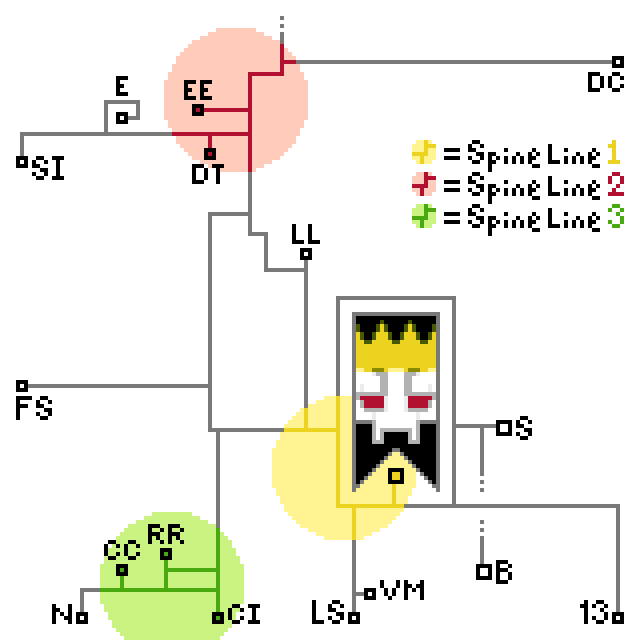 DC
E
EE
= Spine Line 1
SI
DT
= Spine Line 2
= Spine Line 3
LL
FS
S
CC
RR
B
N
CI
LS
VM
13